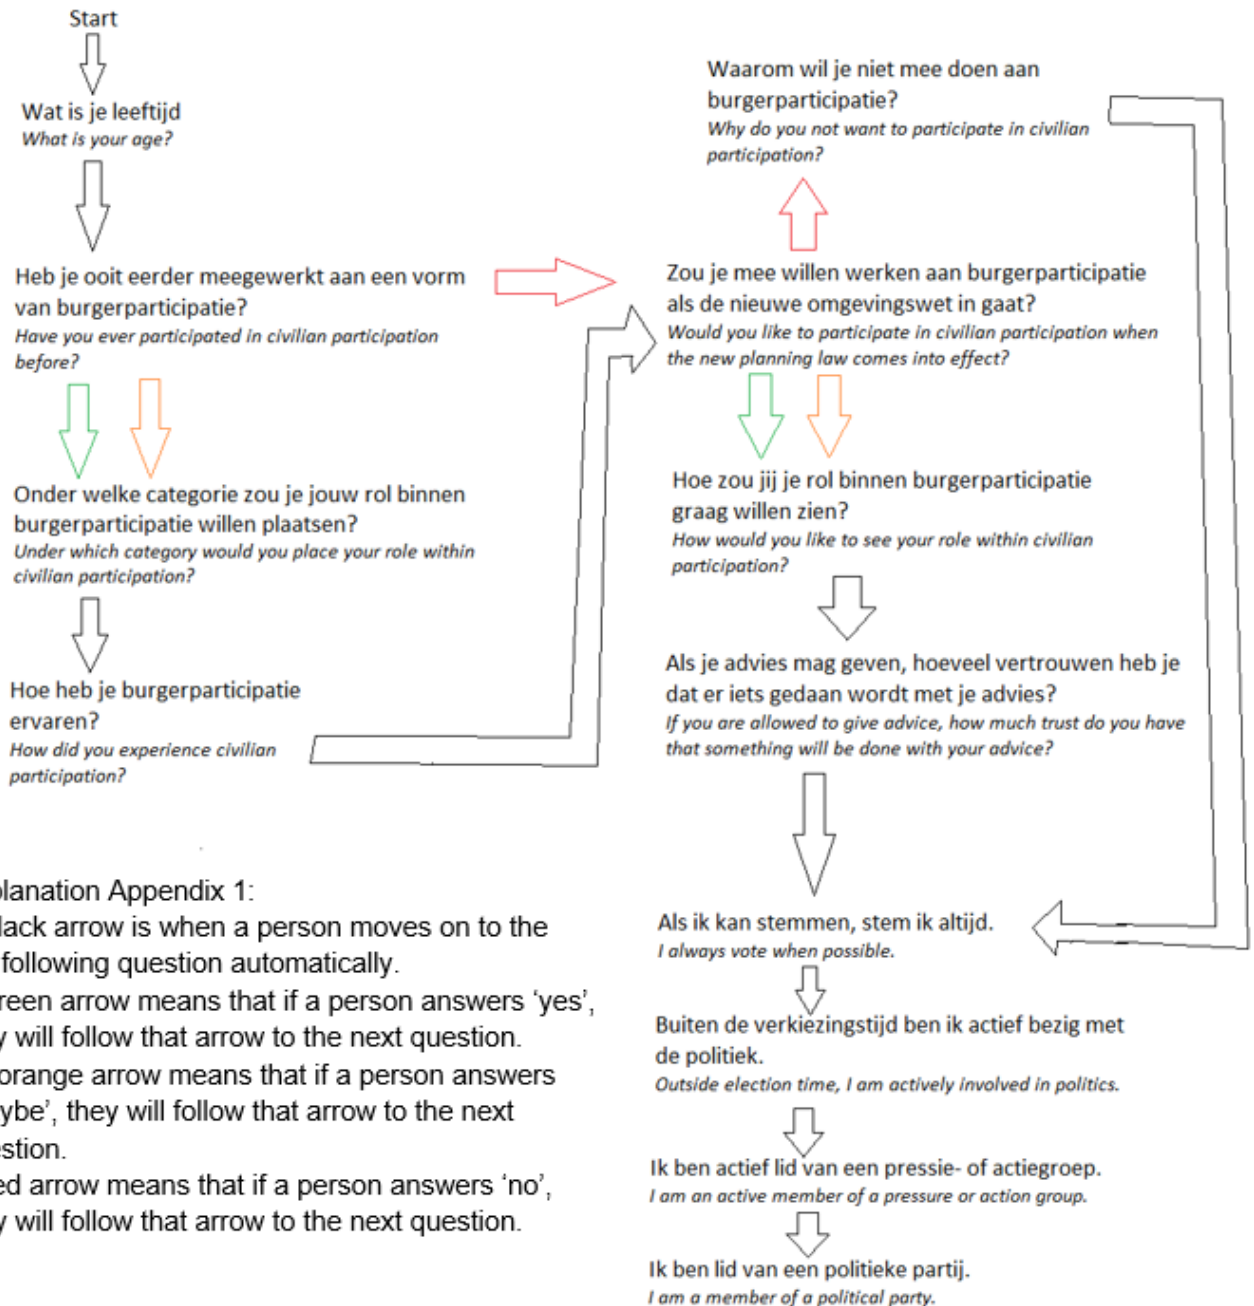 Start
Wat is je leeftijd
What is your age?
Heb je ooit eerder meegewerkt aan een vorm
van burgerparticipatie?
Have you ever participated in civilian participation
before?
Onder welke categorie zou je jouw rol binnen
burgerparticipatie willen plaatsen?
Under which category would you place your role within
civilian participation?
Hoe heb je burgerparticipatie
ervaren?
How did you experience civilian
participation?
Waarom wil je niet mee doen aan
burgerparticipatie?
Why do you not want to participate in civilian
participation?
Zou je mee willen werken aan burgerparticipatie
als de nieuwe omgevingswet in gaat?
Would you like to participate in civilian participation when
the new planning law comes into effect?
Hoe zou jij je rol binnen burgerparticipatie
graag willen zien?
How would you like to see your role within civilian
participation?
Als je advies mag geven, hoeveel vertrouwen heb je
dat er iets gedaan wordt met je advies?
If you are allowed to give advice, how much trust do you have
that something will be done with your advice?
Als ik kan stemmen, stem ik altijd.
I always vote when possible.
Buiten de verkiezingstijd ben ik actief bezig met
de politiek.
Outside election time, I am actively involved in politics.
Ik ben actief lid van een pressie- of actiegroep.
I am an active member of a pressure or action group.
Ik ben lid van een politieke partij.
I am a member of a political party.
planation Appendix 1:
lack arrow is when a person moves on to the
following question automatically.
reen arrow means that if a person answers ‘yes’,
y will follow that arrow to the next question.
orange arrow means that if a person answers
ybe’, they will follow that arrow to the next
estion.
ed arrow means that if a person answers ‘no’,
y will follow that arrow to the next question.